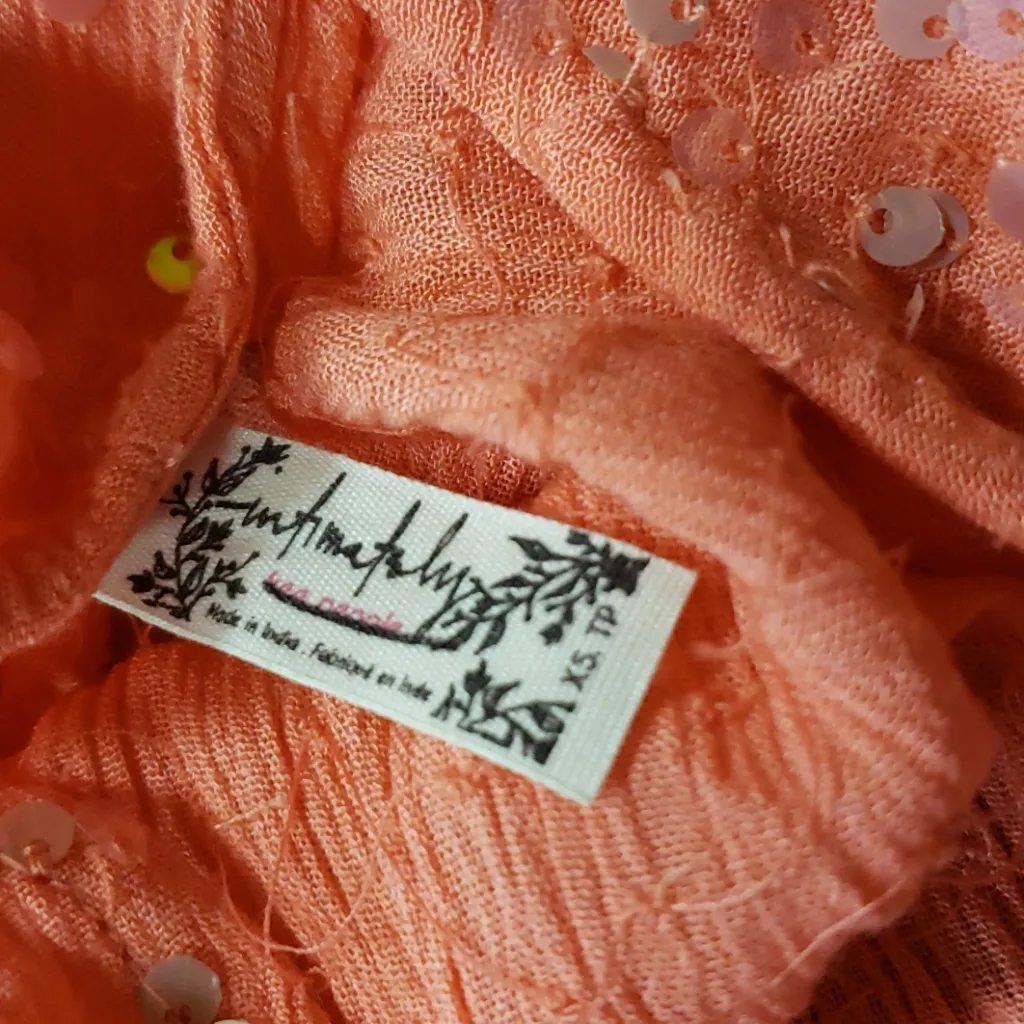 intimately
free people
Made in India . Fabriqué en Inde
XS, TP